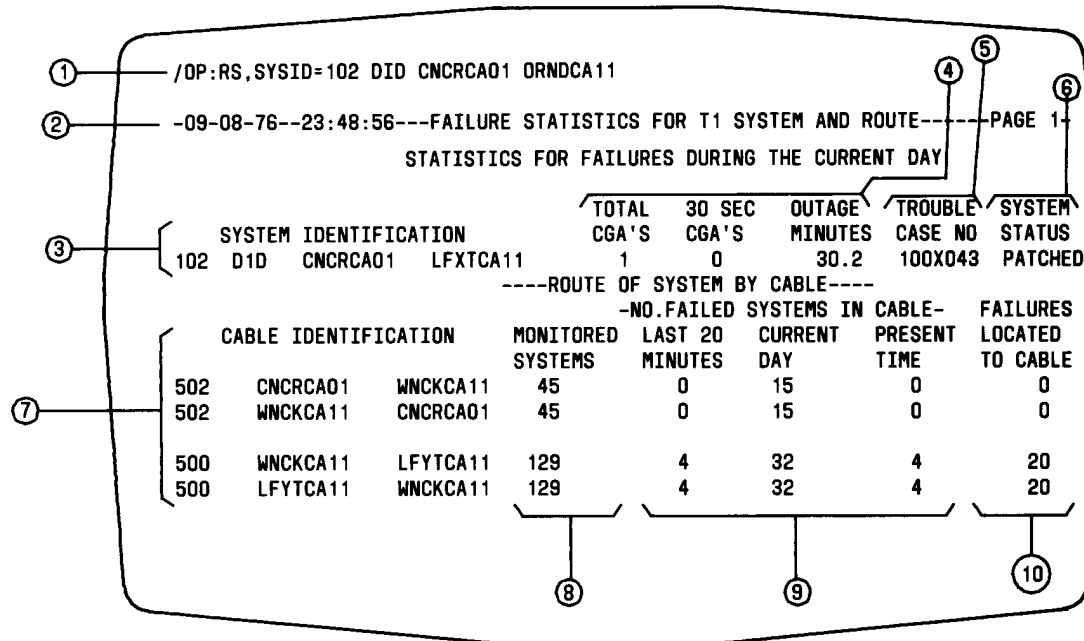 /OP:RS,SYSID=102 DID CNCRCA01 ORNDCA11
-09-08-76--23:48:56---FAILURE STATISTICS FOR T1 SYSTEM AND ROUTE------PAGE 1-
STATISTICS FOR FAILURES DURING THE CURRENT DAY
TOTAL 30 SEC OUTAGE TROUBLE SYSTEM
SYSTEM IDENTIFICATION CGA'S CGA'S MINUTES CASE NO STATUS
102 D1D CNCRCA01 LFXTCA11 1 0 30.2 100X043 PATCHED
----ROUTE OF SYSTEM BY CABLE----
-NO.FAILED SYSTEMS IN CABLE- FAILURES
CABLE IDENTIFICATION MONITORED LAST 20 CURRENT PRESENT LOCATED
SYSTEMS MINUTES DAY TIME TO CABLE
502 CNCRCA01 WNCKCA11 45 0 15 0 0
502 WNCKCA11 CNCRCA01 45 0 15 0 0
500 WNCKCA11 LFYTCA11 129 4 32 4 20
500 LFYTCA11 WNCKCA11 129 4 32 4 20
1
2
3
4
5
6
7
8
9
10